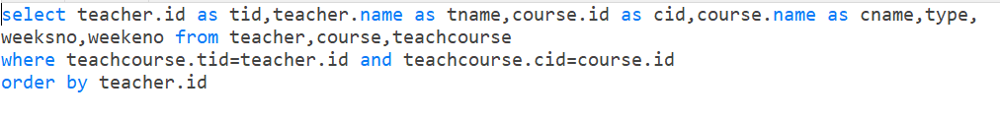 select teacher.id as tid,teacher.name as tname,course.id as cid,course.name as cname,type,
weeksno,weekeno from teacher,course,teachcourse
where teachcourse.tid=teacher.id and teachcourse.cid=course.id
order by teacher.id